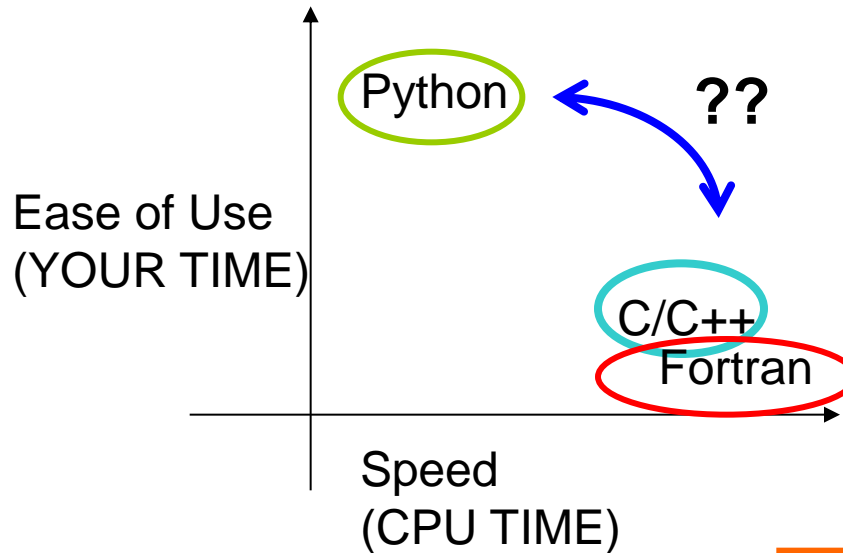 Python
??
Ease of Use
(YOUR TIME)
C/C++
Fortran
Speed
(CPU TIME)